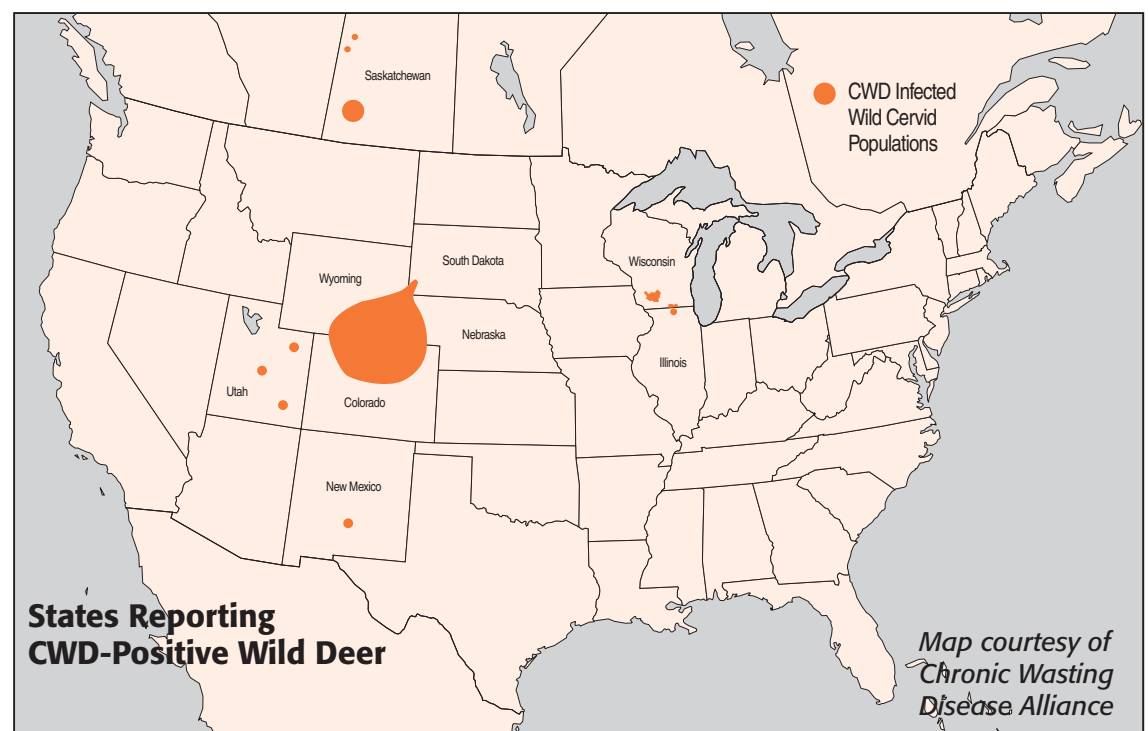 Saskatchewan
CWD Infected
Wild Cervid
Populations
Wisconsin
South Dakota
Wyoming
Nebraska
Illinois
Utah
Colorado
New Mexico
States Reporting
CWD-Positive Wild Deer
Map courtesy of
Chronic Wasting
Disease Alliance